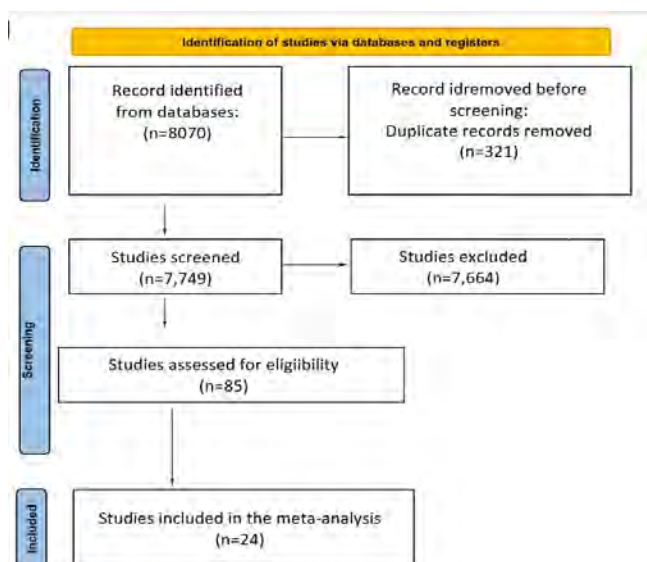 Identification of studies via databases and registers
Identification
Record identified
from databases:
(n=8070)
Record idremoved before
screening:
Duplicate records removed
(n=321)
Screening
Studies screened
(n=7,749)
Studies excluded
(n=7,664)
Studies assessed for eligiibility
(n=85)
Included
Studies included in the meta-analysis
(n=24)